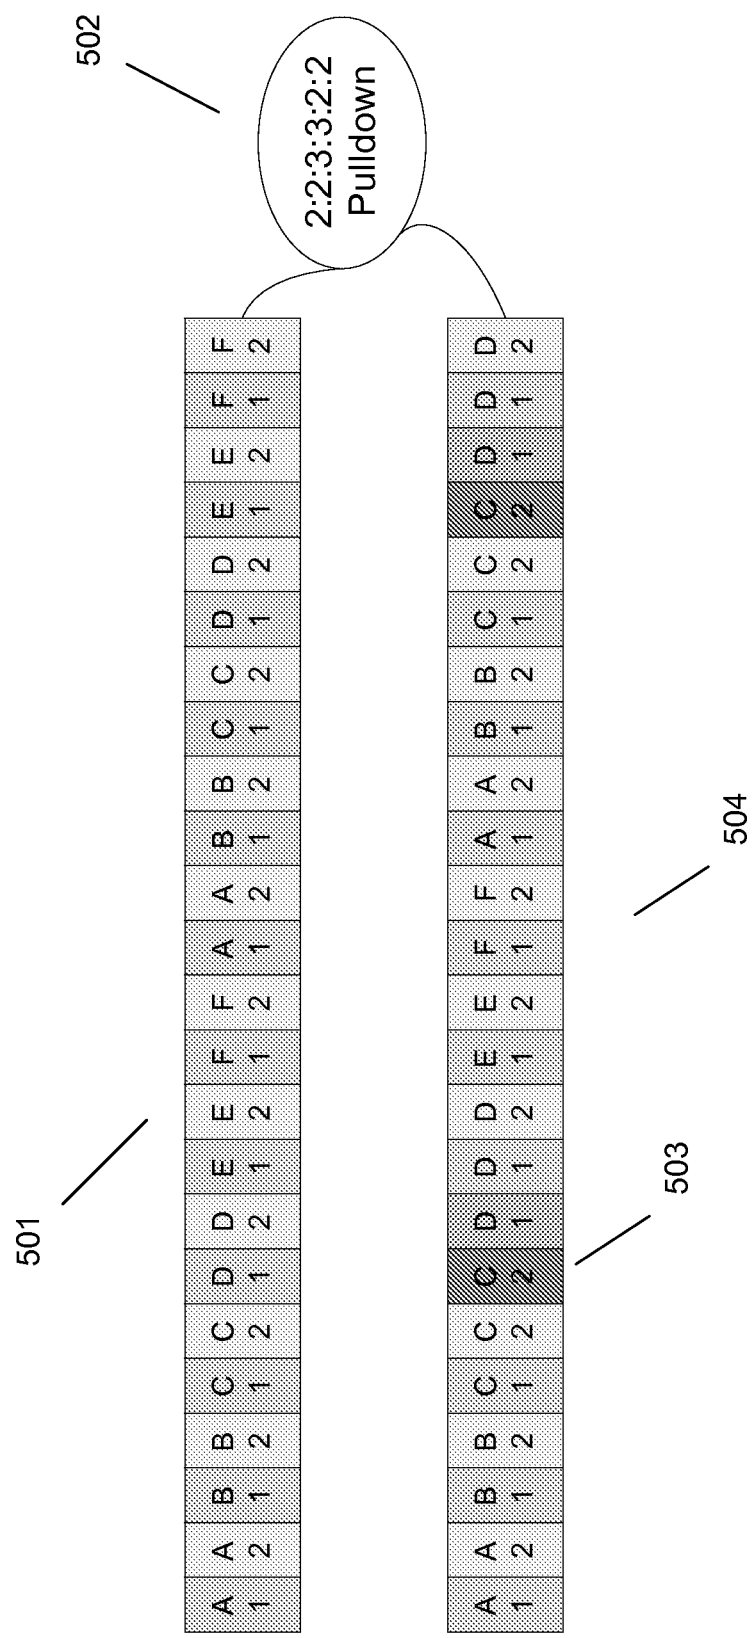 501
502
A A B B C C D D E E F F A A B B C C D D E E F F
1 2 1 2 1 2 1 2 1 2 1 2 1 2 1 2 1 2 1 2 1 2 1 2
2:2:3:3:2:2
Pulldown
A A B B C C C D D D E E F F A A B B C C C D D D
1 2 1 2 1 2 2 1 1 2 1 2 1 2 1 2 1 2 1 2 2 1 1 2
503
504